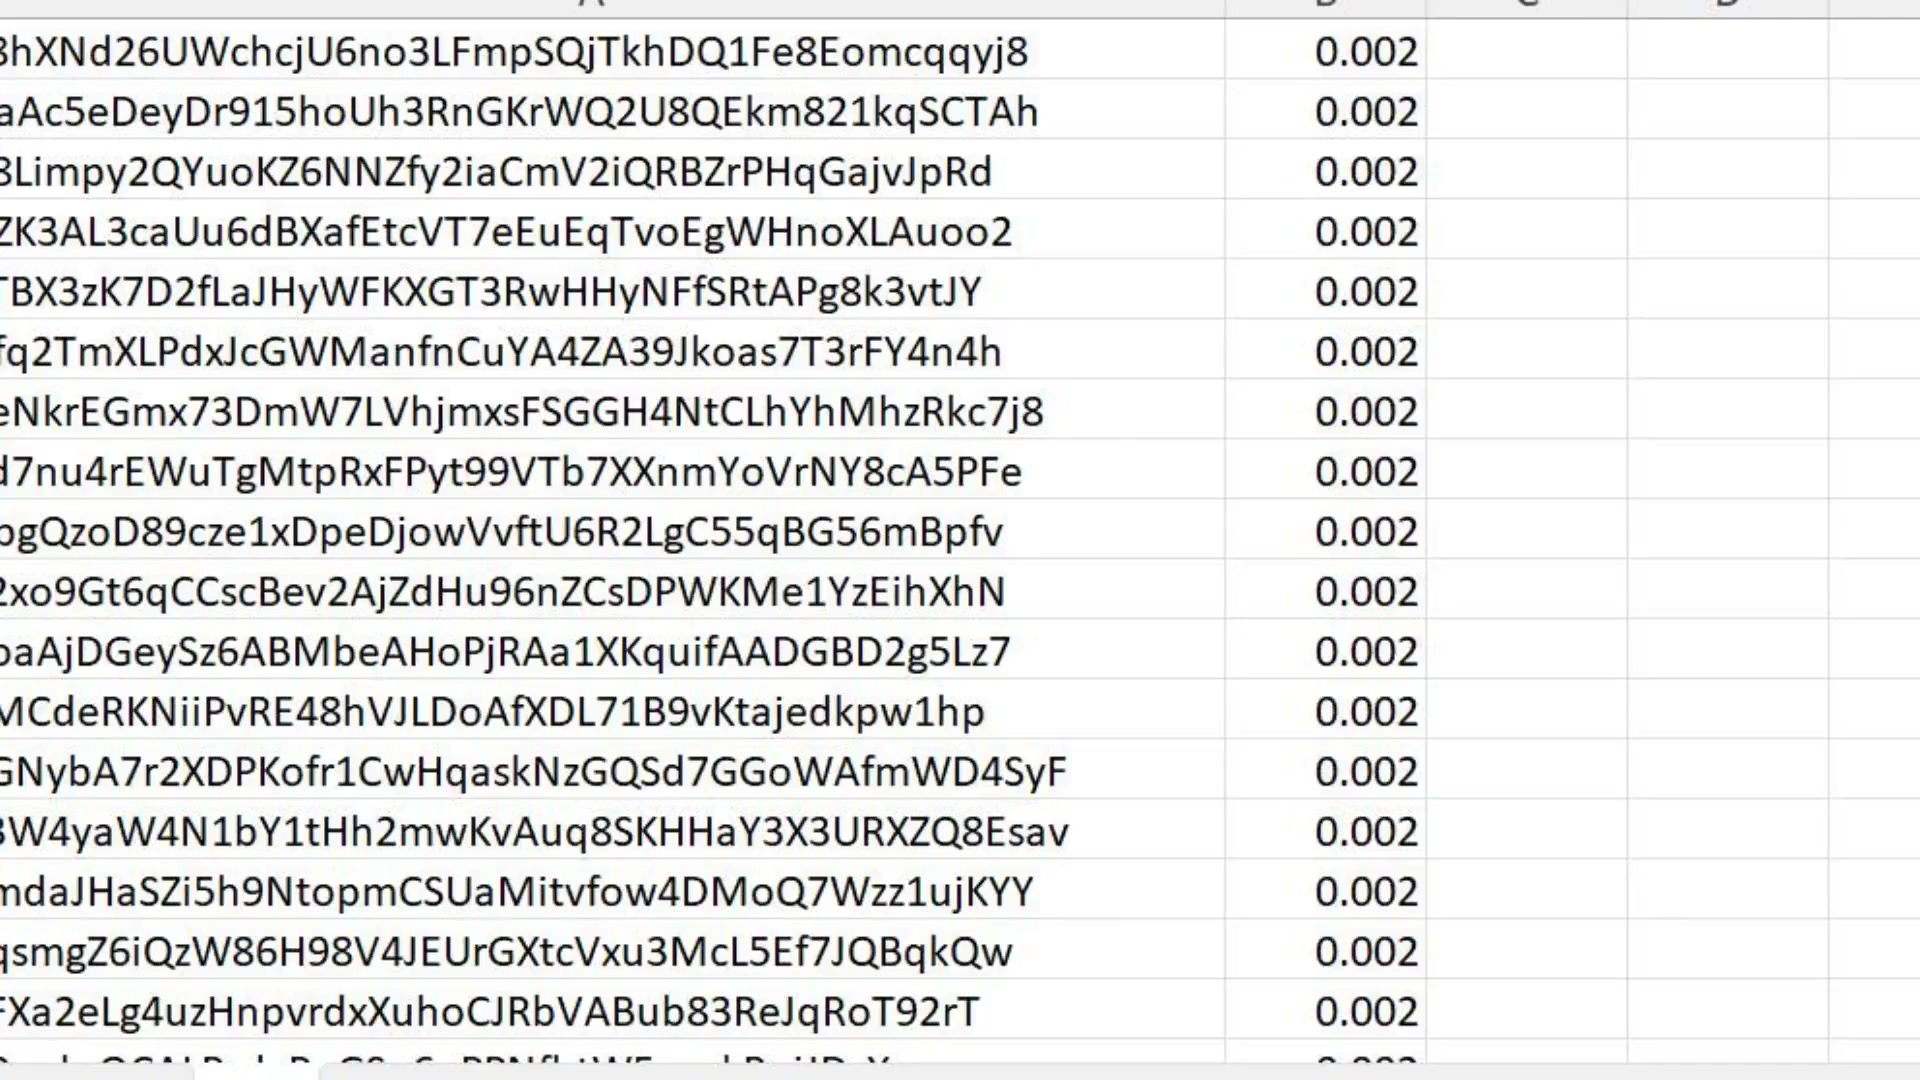 8hXNd26UWchcjU6no3LFmpSQjTkhDQ1Fe8Eomcqqyj8 0.002
aAc5eDeyDr915hoUh3RnGKrWQ2U8QEkm821kqSCTAh 0.002
8Limpy2QYuoKZ6NNZfy2iaCmV2iQRBZrPHqGajvJpRd 0.002
ZK3AL3caUu6dBXafEtcVT7eEuEqTvoEgWHnoXLAuoo2 0.002
TBX3zK7D2fLaJHyWFKXGT3RwHHyNFfSRtAPg8k3vtJY 0.002
fq2TmXLPdxJcGWManfnCuYA4ZA39Jkoas7T3rFY4n4h 0.002
eNkrEGmx73DmW7LVhjmxsFSGGH4NtCLhYhMhzRkc7j8 0.002
d7nu4rEWuTgMtpRxFPyt99VTb7XXnmYoVrNY8cA5PFe 0.002
ogQzoD89cze1xDpeDjowVvftU6R2LgC55qBG56mBpfv 0.002
2xo9Gt6qCCscBev2AjZdHu96nZCsDPWKMe1YzEihXhN 0.002
oaAjDGeySz6ABMbeAHoPjRAa1XKquifAADGBD2g5Lz7 0.002
MCdeRKNiiPvRE48hVJLDoAfXDL71B9vKtajedkpw1hp 0.002
GNybA7r2XDPKofr1CwHqaskNzGQSd7GGoWAfmWD4SyF 0.002
3W4yaW4N1bY1tHh2mwKvAuq8SKHHaY3X3URXZQ8Esav 0.002
mdaJHaSZi5h9NtopmCSUaMitvfow4DMoQ7Wzz1ujKYY 0.002
qsmgZ6iQzW86H98V4JEUrGXtcVxu3McL5Ef7JQBqkQw 0.002
FXa2eLg4uzHnpvrdxXuhoCJRbVABub83ReJqRoT92rT 0.002